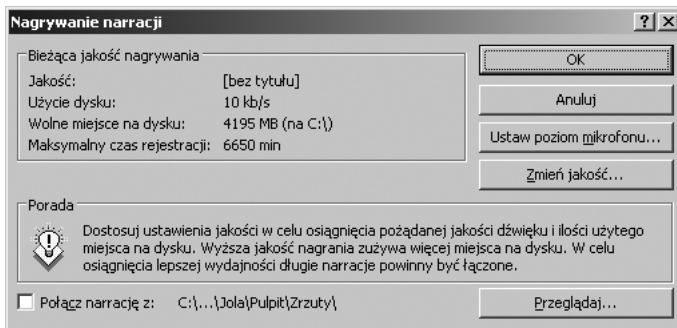 Nagrywanie narracji
Bieżąca jakość nagrywania
Jakość: [bez tytułu]
Użycie dysku: 10 kb/s
Wolne miejsce na dysku: 4195 MB (na C:\)
Maksymalny czas rejestracji: 6650 min
OK
Anuluj
Ustaw poziom mikrofonu...
Zmień jakość...
Porada
Dostosuj ustawienia jakości w celu osiągnięcia pożądanej jakości dźwięku i ilości użytego
miejsca na dysku. Wyższa jakość nagrania zużywa więcej miejsca na dysku. W celu
osiągnięcia lepszej wydajności długie narracje powinny być łączone.
Połącz narrację z: C:\...\Jola\Pulpit\Zrzuty\
Przeglądaj...